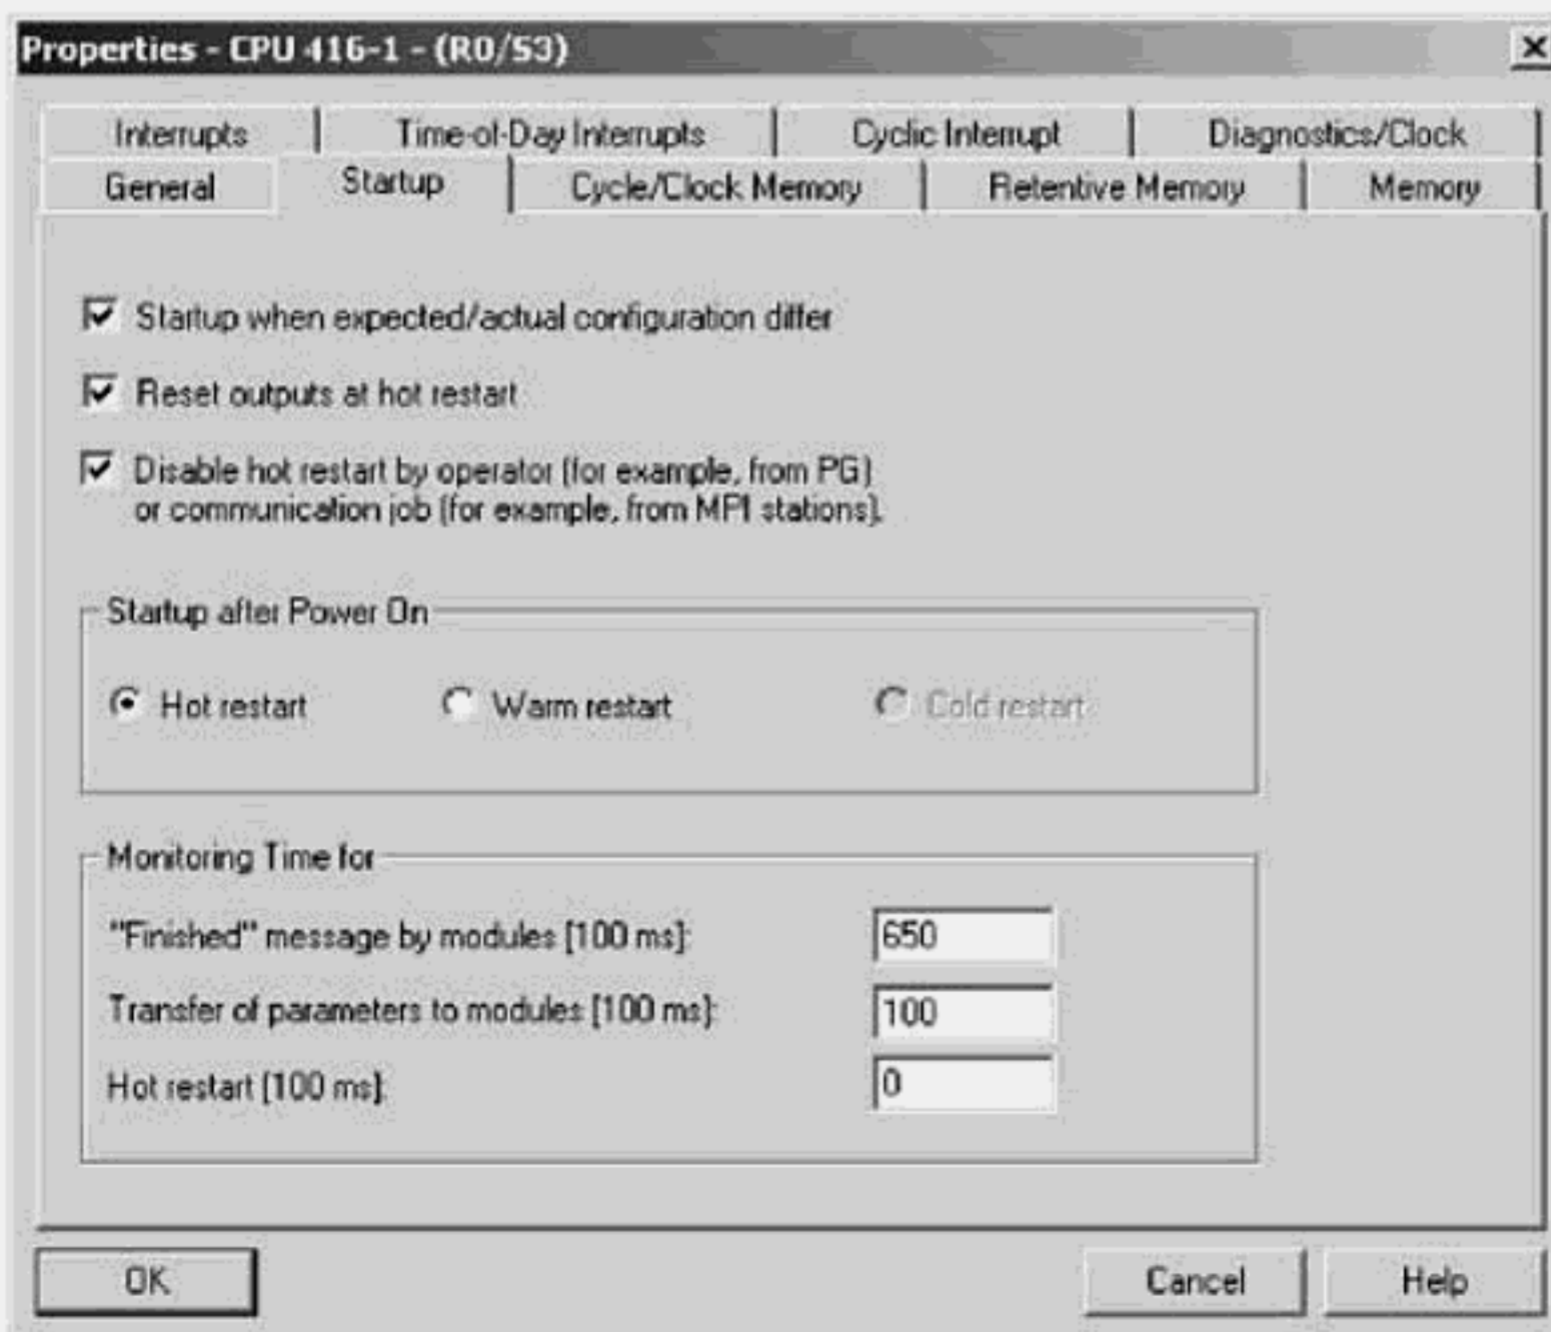 Properties - CPU 416-1 - (R0/S3)
Interrupts Time-of-Day Interrupts Cyclic Interrupt Diagnostics/Clock
General Startup Cycle/Clock Memory Retentive Memory Memory
Startup when expected/actual configuration differ
Reset outputs at hot restart
Disable hot restart by operator (for example, from PG)
or communication job (for example, from MPI stations).
Startup after Power On
Hot restart Warm restart Cold restart
Monitoring Time for
"Finished" message by modules [100 ms]: 650
Transfer of parameters to modules [100 ms]: 100
Hot restart [100 ms]: 0
OK Cancel Help